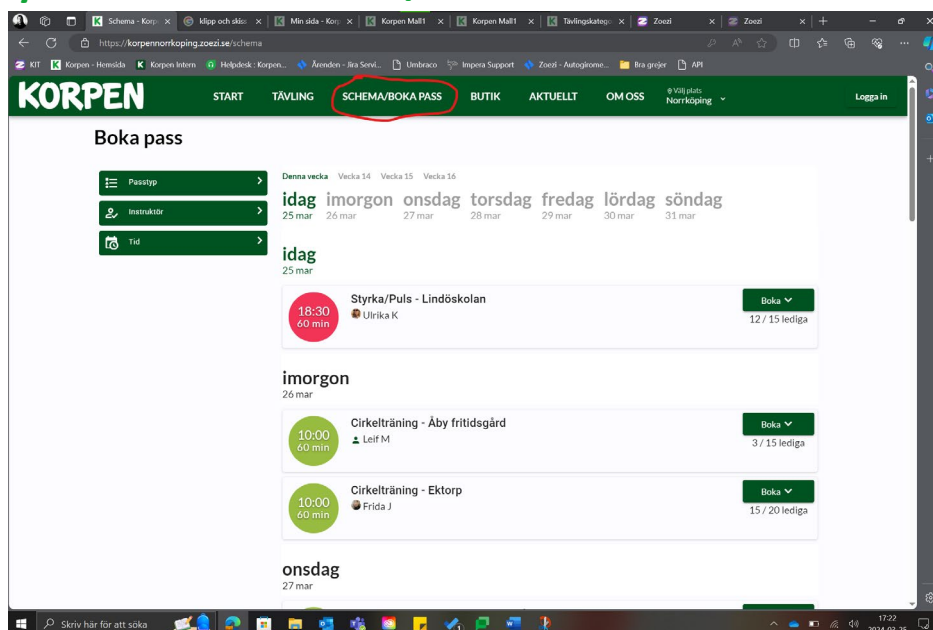 Schema - Korp
klipp och skiss
Min sida - Korp
Korpen Mall1
Korpen Mall1
Tävlingskatego
Zoezi
Zoezi
https://korpennorrkoping.zoezi.se/schema
KIT
Korpen - Hemsida
Korpen Intern
Helpdesk : Korpen...
Ärenden - Jira Servi...
Umbraco
Impera Support
Zoezi - Autogirome...
Bra grejer
API
KORPEN
START
TÄVLING
SCHEMA/BOKA PASS
BUTIK
AKTUELLT
OM OSS
Välj plats
Norrköping
Logga in
Boka pass
Passtyp
Instruktör
Tid
Denna vecka Vecka 14 Vecka 15 Vecka 16
idag imorgon onsdag torsdag fredag lördag söndag
25 mar 26 mar 27 mar 28 mar 29 mar 30 mar 31 mar
idag
25 mar
18:30
60 min
Styrka/Puls - Lindöskolan
Ulrika K
Boka
12 / 15 lediga
imorgon
26 mar
10:00
60 min
Cirkelträning - Åby fritidsgård
Leif M
Boka
3 / 15 lediga
10:00
60 min
Cirkelträning - Ektorp
Frida J
Boka
15 / 20 lediga
onsdag
27 mar
Skriv här för att söka
17:22
2024-03-25